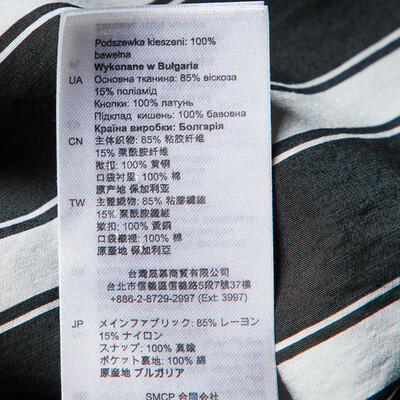 Podszewka kieszeni: 100%
bawełna
Wykonane w Bułgaria
UA Основна тканина: 85% віскоза
15% поліамід
Кнопки: 100% латунь
Підклад кишень: 100% бавовна
Країна виробки: Болгарія
CN 主体织物: 85% 粘胶纤维
15% 聚酰胺纤维
揿扣: 100% 黄铜
口袋衬里: 100% 棉
原产地 保加利亚
TW 主體織物: 85% 粘膠纖維
15% 聚醯胺纖維
揿扣: 100% 黃銅
口袋襯裡: 100% 棉
原產地 保加利亞
台灣晟慕商貿有限公司
台北市信義區信義路5段7號37樓
+886-2-8729-2997 (Ext: 3997)
JP メインファブリック: 85% レーヨン
15% ナイロン
スナップ: 100% 真鍮
ポケット裏地: 100% 綿
原産地 ブルガリア
SMCP 合同会社